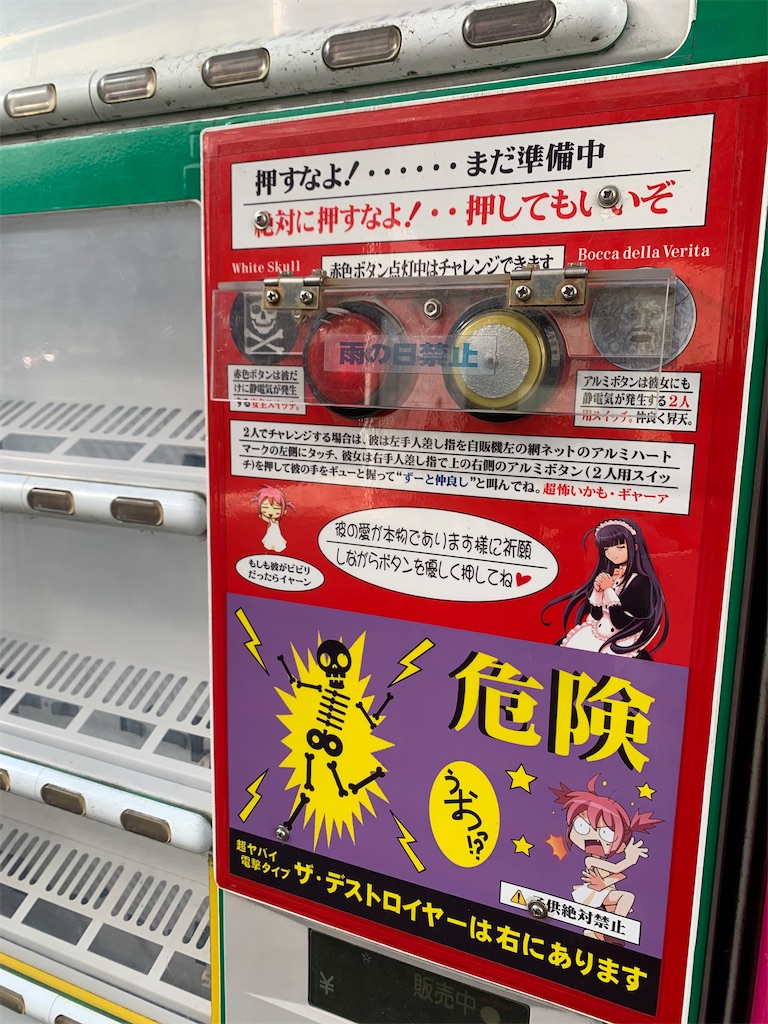 押すなよ!・・・・・・まだ準備中
絶対に押すなよ!・・押してもいいぞ
White Skull
赤色ボタン点灯中はチャレンジできます
Bocca della Verita
雨の日禁止
赤色ボタンは彼だ
けに静電気が発生
する
アルミボタンは彼女にも
静電気が発生する2人
用スイッチ。仲良く昇天。
2人でチャレンジする場合は、彼は左手人差し指を自販機左の網ネットのアルミハート
マークの左側にタッチ、彼女は右手人差し指で上の右側のアルミボタン(2人用スイッ
チ)を押して彼の手をギューと握って“ずーと仲良し”と叫んでね。超怖いかも・ギャーア
もしも彼がビビリ
だったらイャーン
彼の愛が本物であります様に祈願
しながらボタンを優しく押してね♥
危険
うお!?
超ヤバイ
電撃タイプ ザ・デストロイヤーは右にあります
子供絶対禁止
¥
販売中